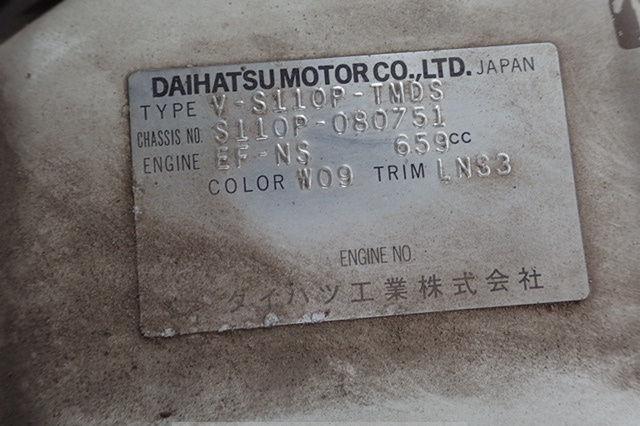 DAIHATSU MOTOR CO.,LTD. JAPAN
TYPE V-S110P-TMDS
CHASSIS NO. S110P-080751
ENGINE EF-NS 659cc
COLOR W09 TRIM LN33
ENGINE NO.
ダイハツ工業株式会社